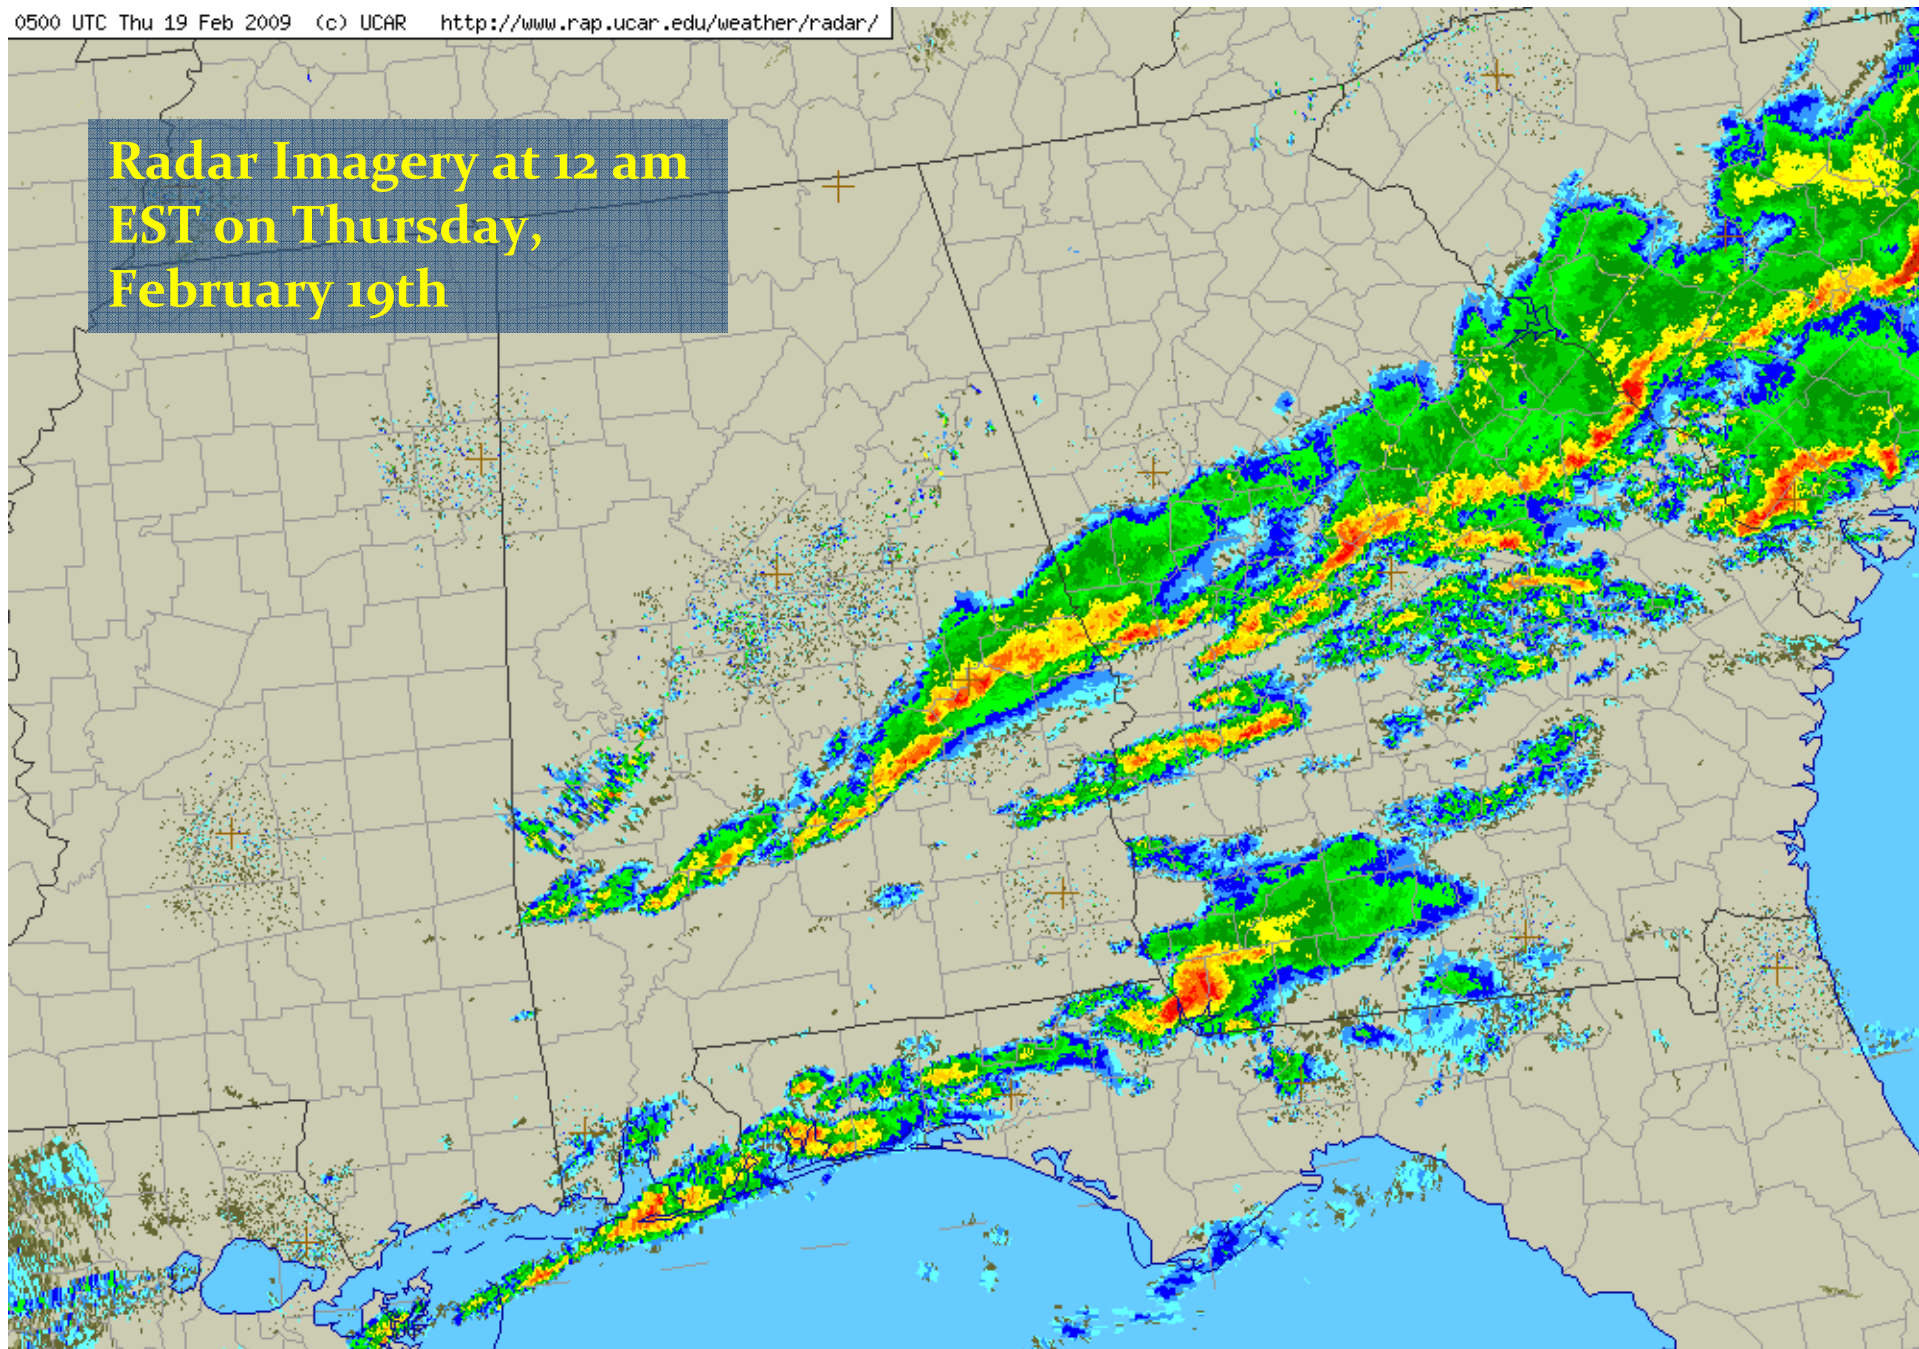 0500 UTC Thu 19 Feb 2009 (c) UCAR http://www.rap.ucar.edu/weather/radar/
Radar Imagery at 12 am
EST on Thursday,
February 19th